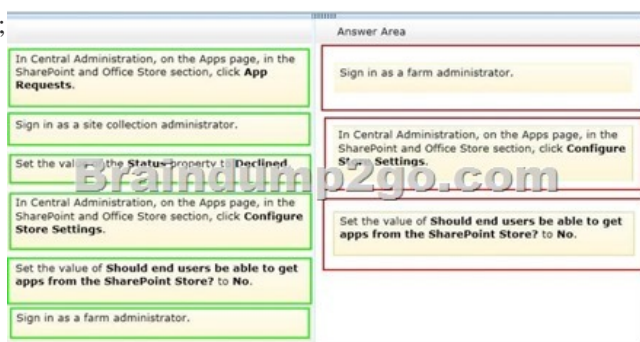 ;
Answer Area
In Central Administration, on the Apps page, in the
SharePoint and Office Store section, click App
Requests.
Sign in as a site collection administrator.
Set the value of the Status property to Declined.
In Central Administration, on the Apps page, in the
SharePoint and Office Store section, click Configure
Store Settings.
Set the value of Should end users be able to get
apps from the SharePoint Store? to No.
Sign in as a farm administrator.
Sign in as a farm administrator.
In Central Administration, on the Apps page, in the
SharePoint and Office Store section, click Configure
Store Settings.
Set the value of Should end users be able to get
apps from the SharePoint Store? to No.
Braindump2go.com